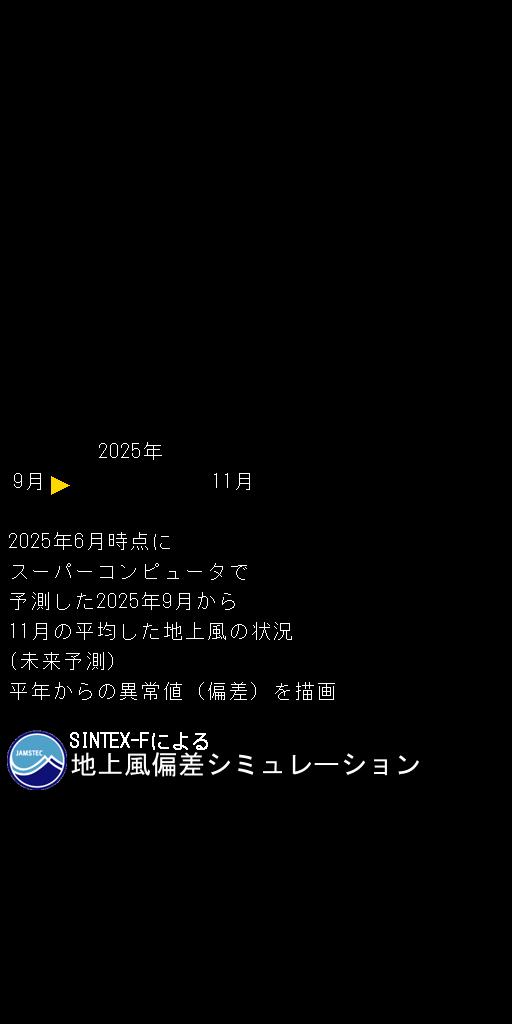 2025年
9月 ▶ 11月
2025年6月時点に
スーパーコンピュータで
予測した2025年9月から
11月の平均した地上風の状況
(未来予測)
平年からの異常値（偏差）を描画
JAMSTEC
SINTEX-Fによる
地上風偏差シミュレーション